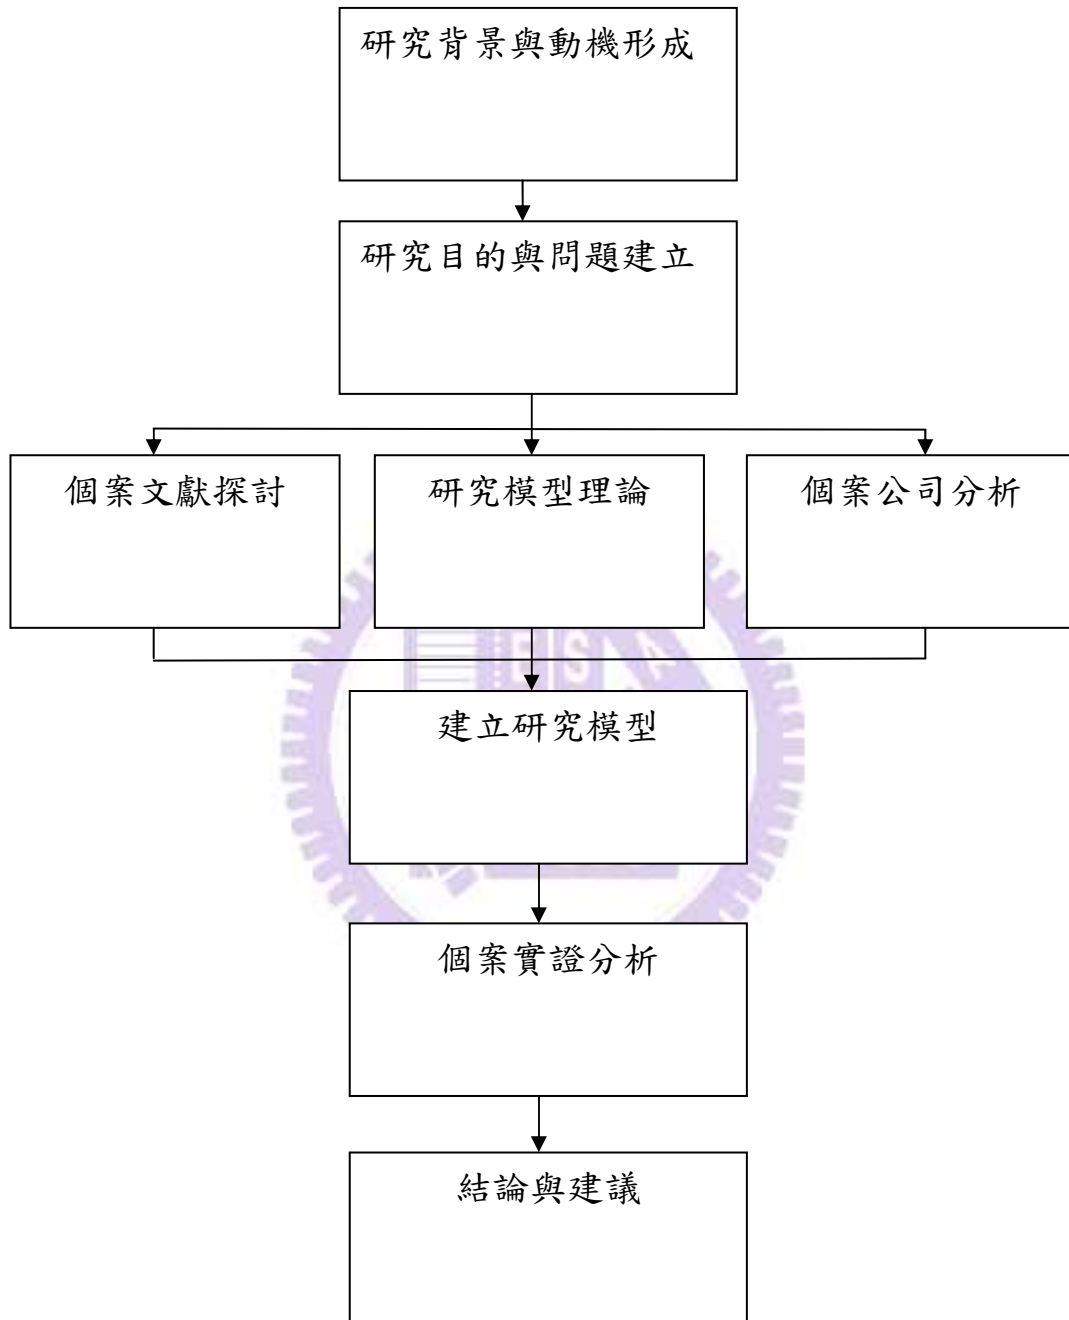 研究背景與動機形成
研究目的與問題建立
個案文獻探討
研究模型理論
個案公司分析
ESA
建立研究模型
個案實證分析
結論與建議